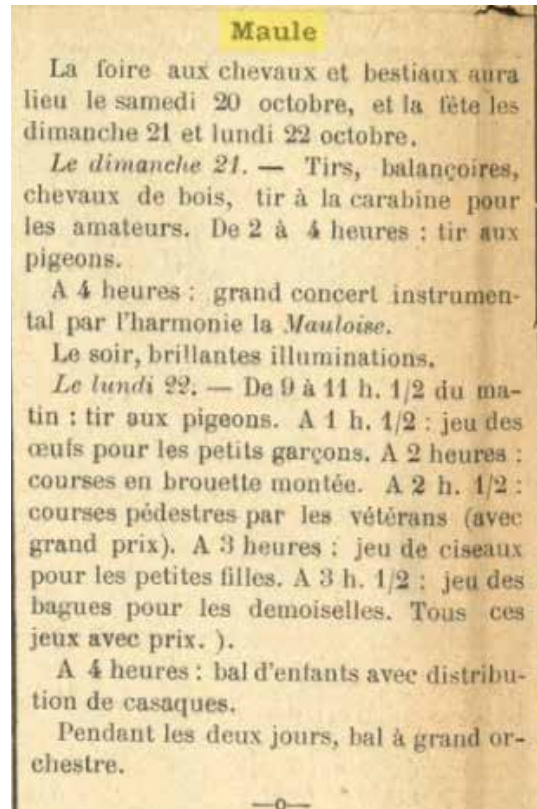 Maule
La foire aux chevaux et bestiaux aura
lieu le samedi 20 octobre, et la fête les
dimanche 21 et lundi 22 octobre.
Le dimanche 21. — Tirs, balançoires,
chevaux de bois, tir à la carabine pour
les amateurs. De 2 à 4 heures : tir aux
pigeons.
A 4 heures : grand concert instrumen-
tal par l'harmonie la Mauloise.
Le soir, brillantes illuminations.
Le lundi 22. — De 9 à 11 h. 1/2 du ma-
tin : tir aux pigeons. A 1 h. 1/2 : jeu des
œufs pour les petits garçons. A 2 heures :
courses en brouette montée. A 2 h. 1/2 :
courses pédestres par les vétérans (avec
grand prix). A 3 heures : jeu de ciseaux
pour les petites filles. A 3 h. 1/2 : jeu des
bagues pour les demoiselles. Tous ces
jeux avec prix. ).
A 4 heures : bal d'enfants avec distribu-
tion de casaques.
Pendant les deux jours, bal à grand or-
chestre.
—o—